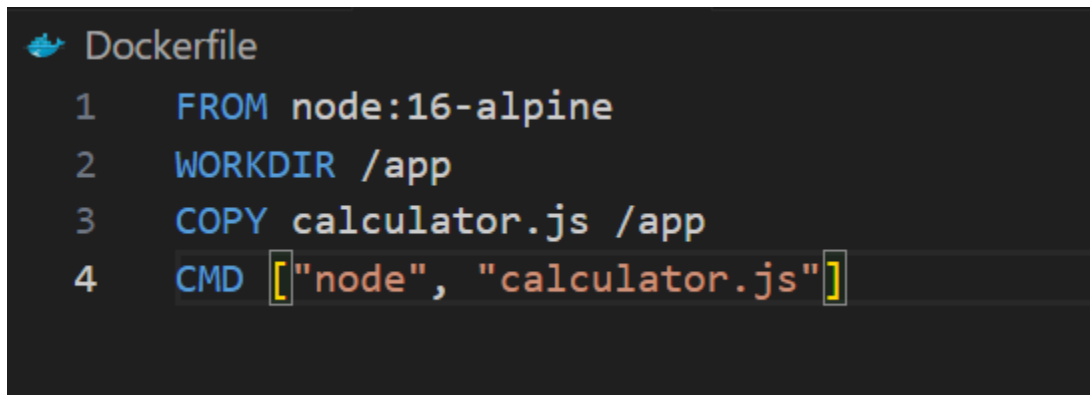 Dockerfile
1 FROM node:16-alpine
2 WORKDIR /app
3 COPY calculator.js /app
4 CMD ["node", "calculator.js"]